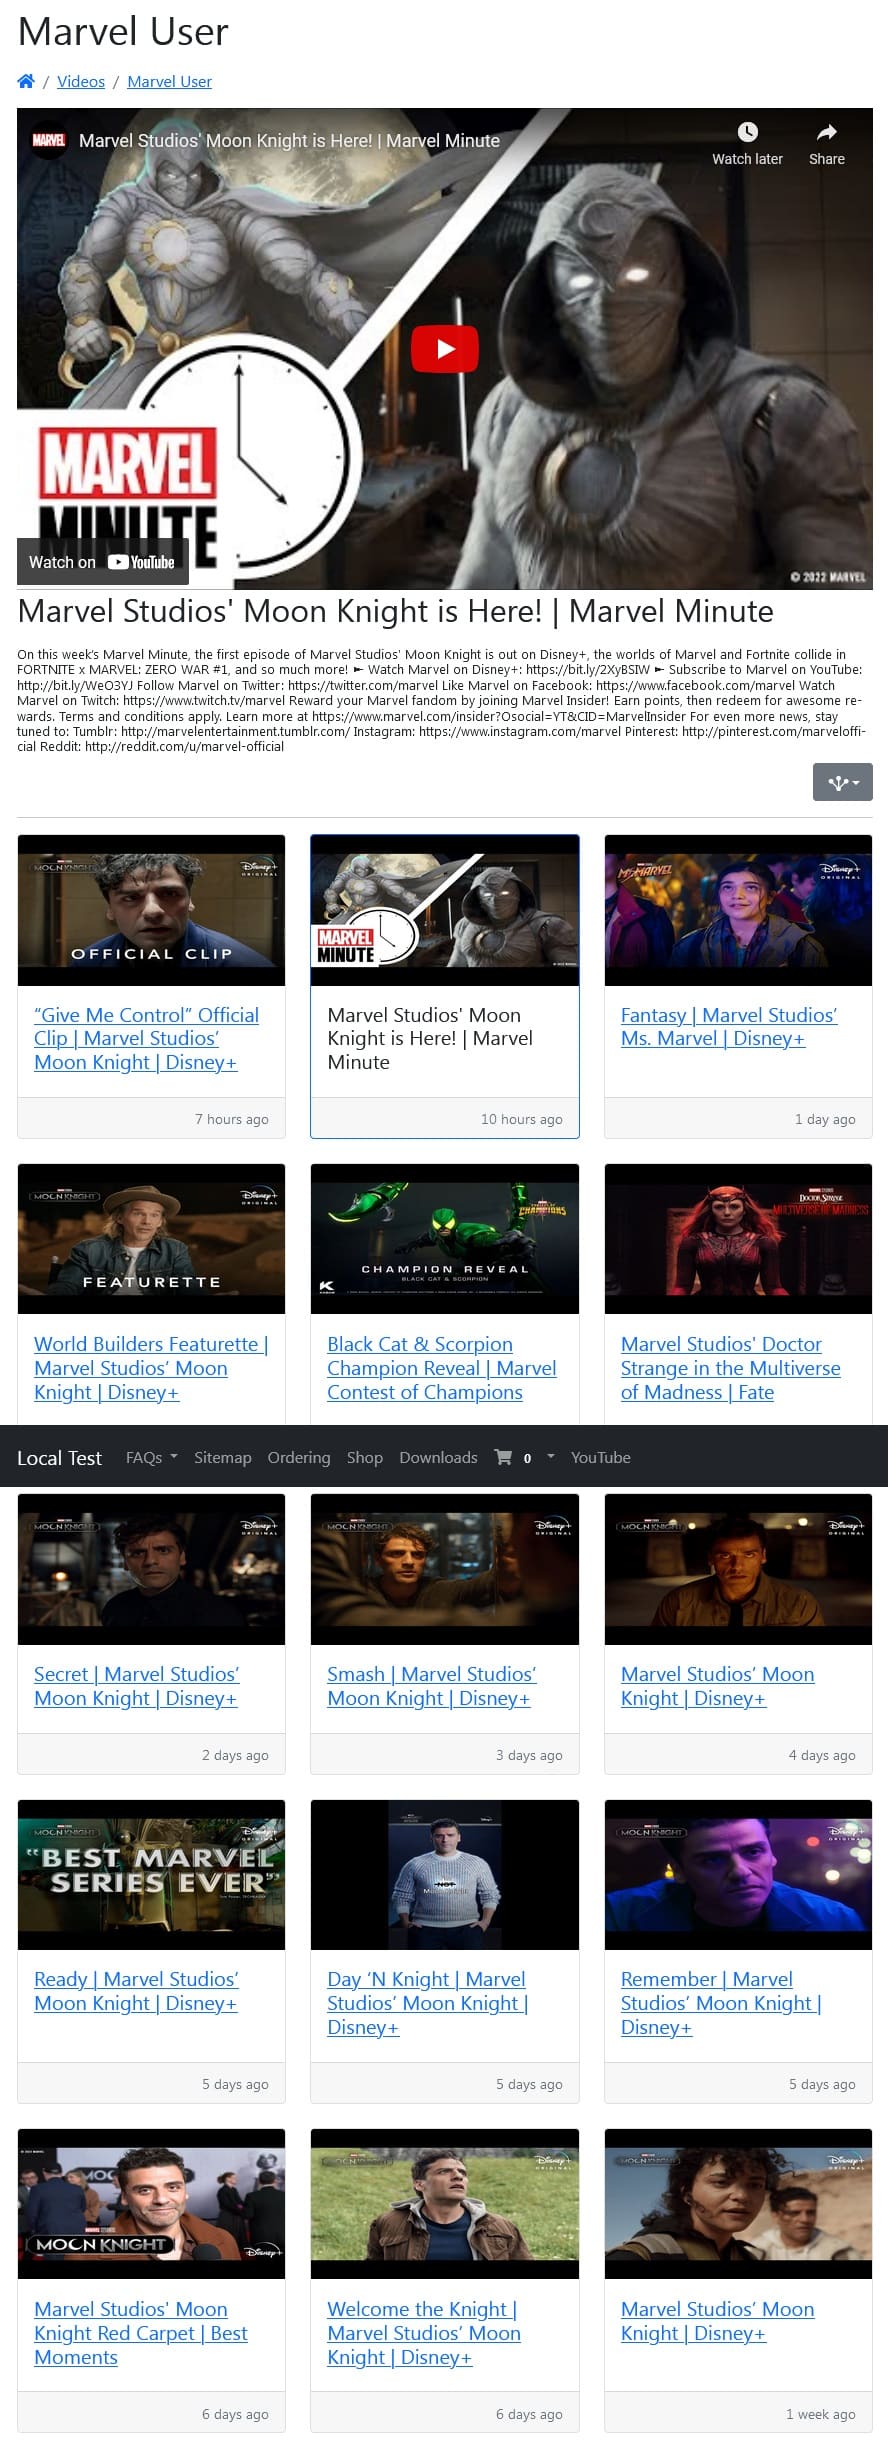 Marvel User
/ Videos / Marvel User
MARVEL Marvel Studios' Moon Knight is Here! | Marvel Minute
Watch later Share
MARVEL
MINUTE
Watch on YouTube
© 2022 MARVEL
Marvel Studios' Moon Knight is Here! | Marvel Minute
On this week's Marvel Minute, the first episode of Marvel Studios' Moon Knight is out on Disney+, the worlds of Marvel and Fortnite collide in
FORTNITE x MARVEL: ZERO WAR #1, and so much more! ► Watch Marvel on Disney+: https://bit.ly/2XyBSIW ► Subscribe to Marvel on YouTube:
http://bit.ly/WeO3YJ Follow Marvel on Twitter: https://twitter.com/marvel Like Marvel on Facebook: https://www.facebook.com/marvel Watch
Marvel on Twitch: https://www.twitch.tv/marvel Reward your Marvel fandom by joining Marvel Insider! Earn points, then redeem for awesome re-
wards. Terms and conditions apply. Learn more at https://www.marvel.com/insider?Osocial=YT&CID=MarvelInsider For even more news, stay
tuned to: Tumblr: http://marvelentertainment.tumblr.com/ Instagram: https://www.instagram.com/marvel Pinterest: http://pinterest.com/marveloffi-
cial Reddit: http://reddit.com/u/marvel-official
MOON KNIGHT Disney+ ORIGINAL
OFFICIAL CLIP
“Give Me Control” Official
Clip | Marvel Studios’
Moon Knight | Disney+
7 hours ago
MARVEL
MINUTE
Marvel Studios' Moon
Knight is Here! | Marvel
Minute
10 hours ago
MS. MARVEL Disney+ ORIGINAL
Fantasy | Marvel Studios’
Ms. Marvel | Disney+
1 day ago
MOON KNIGHT Disney+ ORIGINAL
FEATURETTE
World Builders Featurette |
Marvel Studios’ Moon
Knight | Disney+
CHAMPIONS
CHAMPION REVEAL
BLACK CAT & SCORPION
Black Cat & Scorpion
Champion Reveal | Marvel
Contest of Champions
DOCTOR STRANGE
MULTIVERSE OF MADNESS
Marvel Studios' Doctor
Strange in the Multiverse
of Madness | Fate
Local Test FAQs Sitemap Ordering Shop Downloads 0 YouTube
MOON KNIGHT Disney+ ORIGINAL
Secret | Marvel Studios’
Moon Knight | Disney+
2 days ago
MOON KNIGHT Disney+ ORIGINAL
Smash | Marvel Studios’
Moon Knight | Disney+
3 days ago
MOON KNIGHT Disney+ ORIGINAL
Marvel Studios’ Moon
Knight | Disney+
4 days ago
MOON KNIGHT Disney+ ORIGINAL
“BEST MARVEL
SERIES EVER”
Ready | Marvel Studios’
Moon Knight | Disney+
5 days ago
Day ‘N Knight | Marvel
Studios’ Moon Knight |
Disney+
5 days ago
MOON KNIGHT Disney+ ORIGINAL
Remember | Marvel
Studios’ Moon Knight |
Disney+
5 days ago
MOON KNIGHT Disney+
Marvel Studios' Moon
Knight Red Carpet | Best
Moments
6 days ago
MOON KNIGHT Disney+ ORIGINAL
Welcome the Knight |
Marvel Studios’ Moon
Knight | Disney+
6 days ago
MOON KNIGHT Disney+ ORIGINAL
Marvel Studios’ Moon
Knight | Disney+
1 week ago